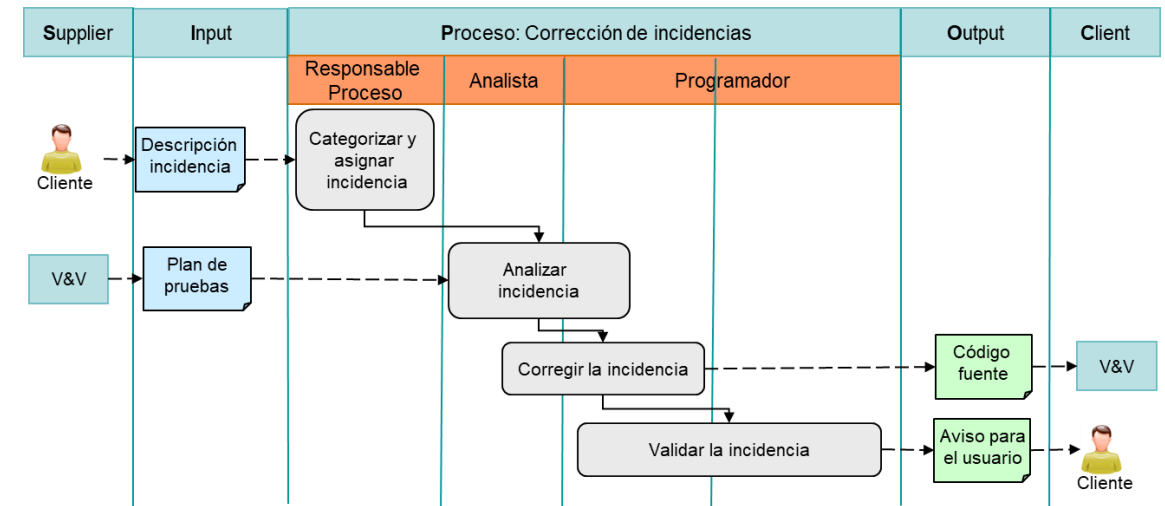 Supplier
Input
Proceso: Corrección de incidencias
Output
Client
Responsable
Proceso
Analista
Programador
Cliente
Descripción
incidencia
Categorizar y
asignar
incidencia
V&V
Plan de
pruebas
Analizar
incidencia
Corregir la incidencia
Código
fuente
V&V
Validar la incidencia
Aviso para
el usuario
Cliente